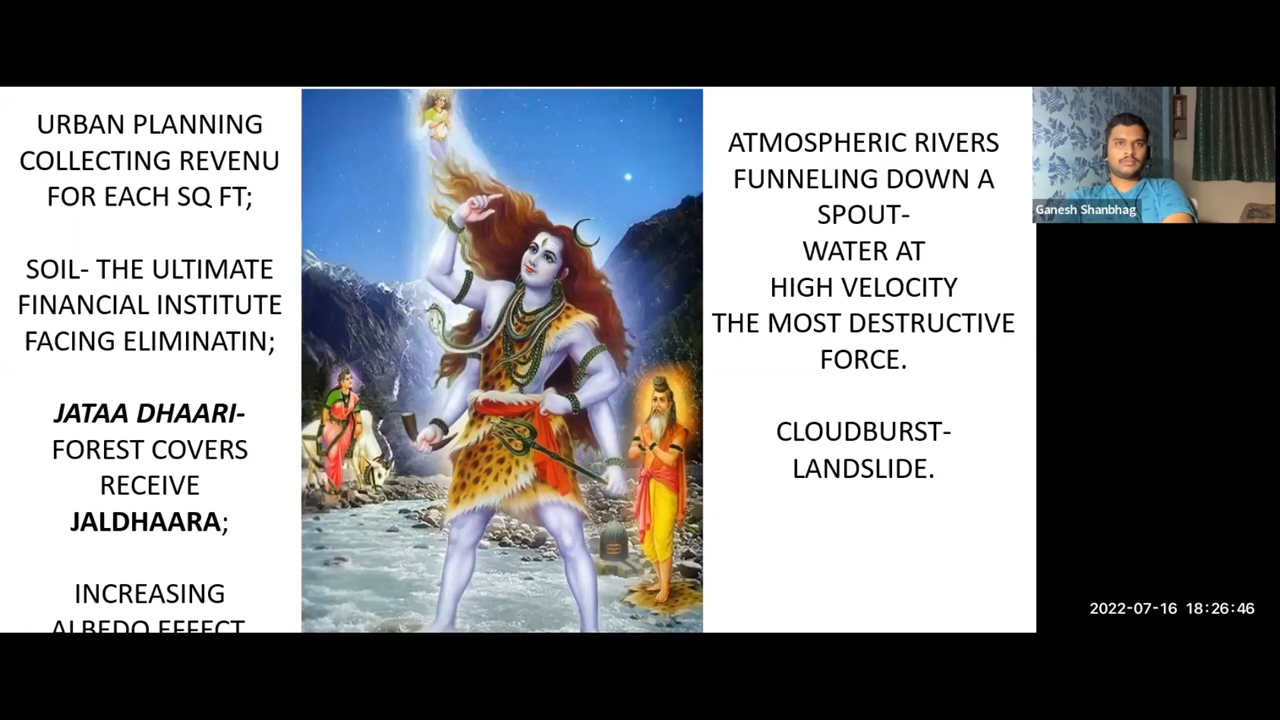 URBAN PLANNING
COLLECTING REVENU
FOR EACH SQ FT;
SOIL- THE ULTIMATE
FINANCIAL INSTITUTE
FACING ELIMINATIN;
JATAA DHAARI-
FOREST COVERS
RECEIVE
JALDHAARA;
INCREASING
ALBEDO EFFECT
ATMOSPHERIC RIVERS
FUNNELING DOWN A
SPOUT-
WATER AT
HIGH VELOCITY
THE MOST DESTRUCTIVE
FORCE.
CLOUDBURST-
LANDSLIDE.
Ganesh Shanbhag
2022-07-16 18:26:46